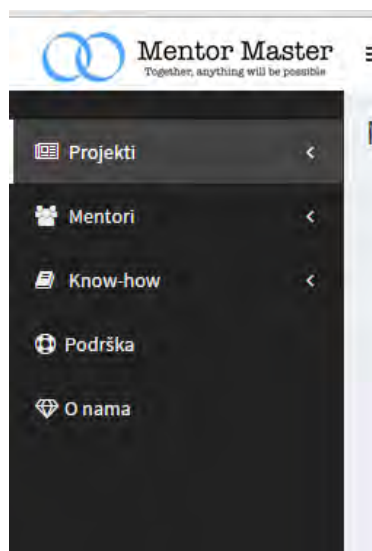 Mentor Master
Together, anything will be possible
Projekti
Mentori
Know-how
Podrška
O nama